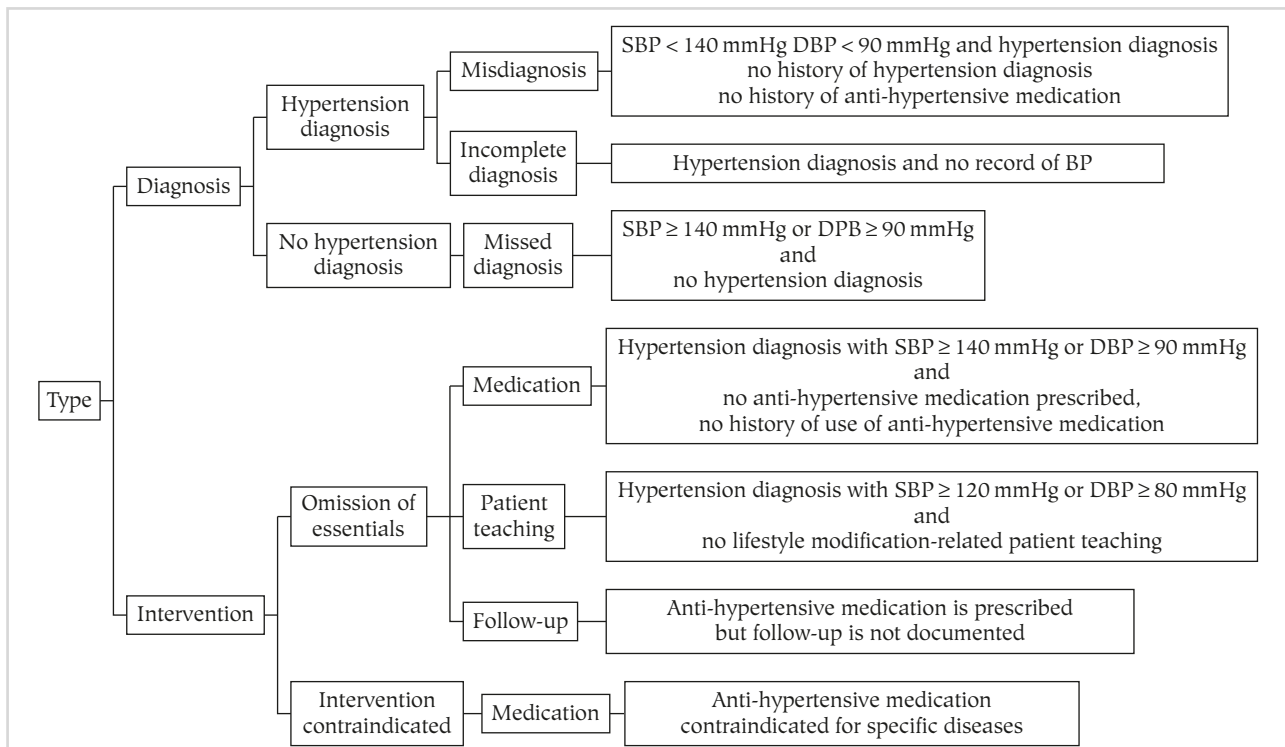 Type
Diagnosis
Hypertension
diagnosis
Misdiagnosis
SBP < 140 mmHg DBP < 90 mmHg and hypertension diagnosis
no history of hypertension diagnosis
no history of anti-hypertensive medication
Incomplete
diagnosis
Hypertension diagnosis and no record of BP
No hypertension
diagnosis
Missed
diagnosis
SBP ≥ 140 mmHg or DPB ≥ 90 mmHg
and
no hypertension diagnosis
Intervention
Omission of
essentials
Medication
Hypertension diagnosis with SBP ≥ 140 mmHg or DBP ≥ 90 mmHg
and
no anti-hypertensive medication prescribed,
no history of use of anti-hypertensive medication
Patient
teaching
Hypertension diagnosis with SBP ≥ 120 mmHg or DBP ≥ 80 mmHg
and
no lifestyle modification-related patient teaching
Follow-up
Anti-hypertensive medication is prescribed
but follow-up is not documented
Intervention
contraindicated
Medication
Anti-hypertensive medication
contraindicated for specific diseases